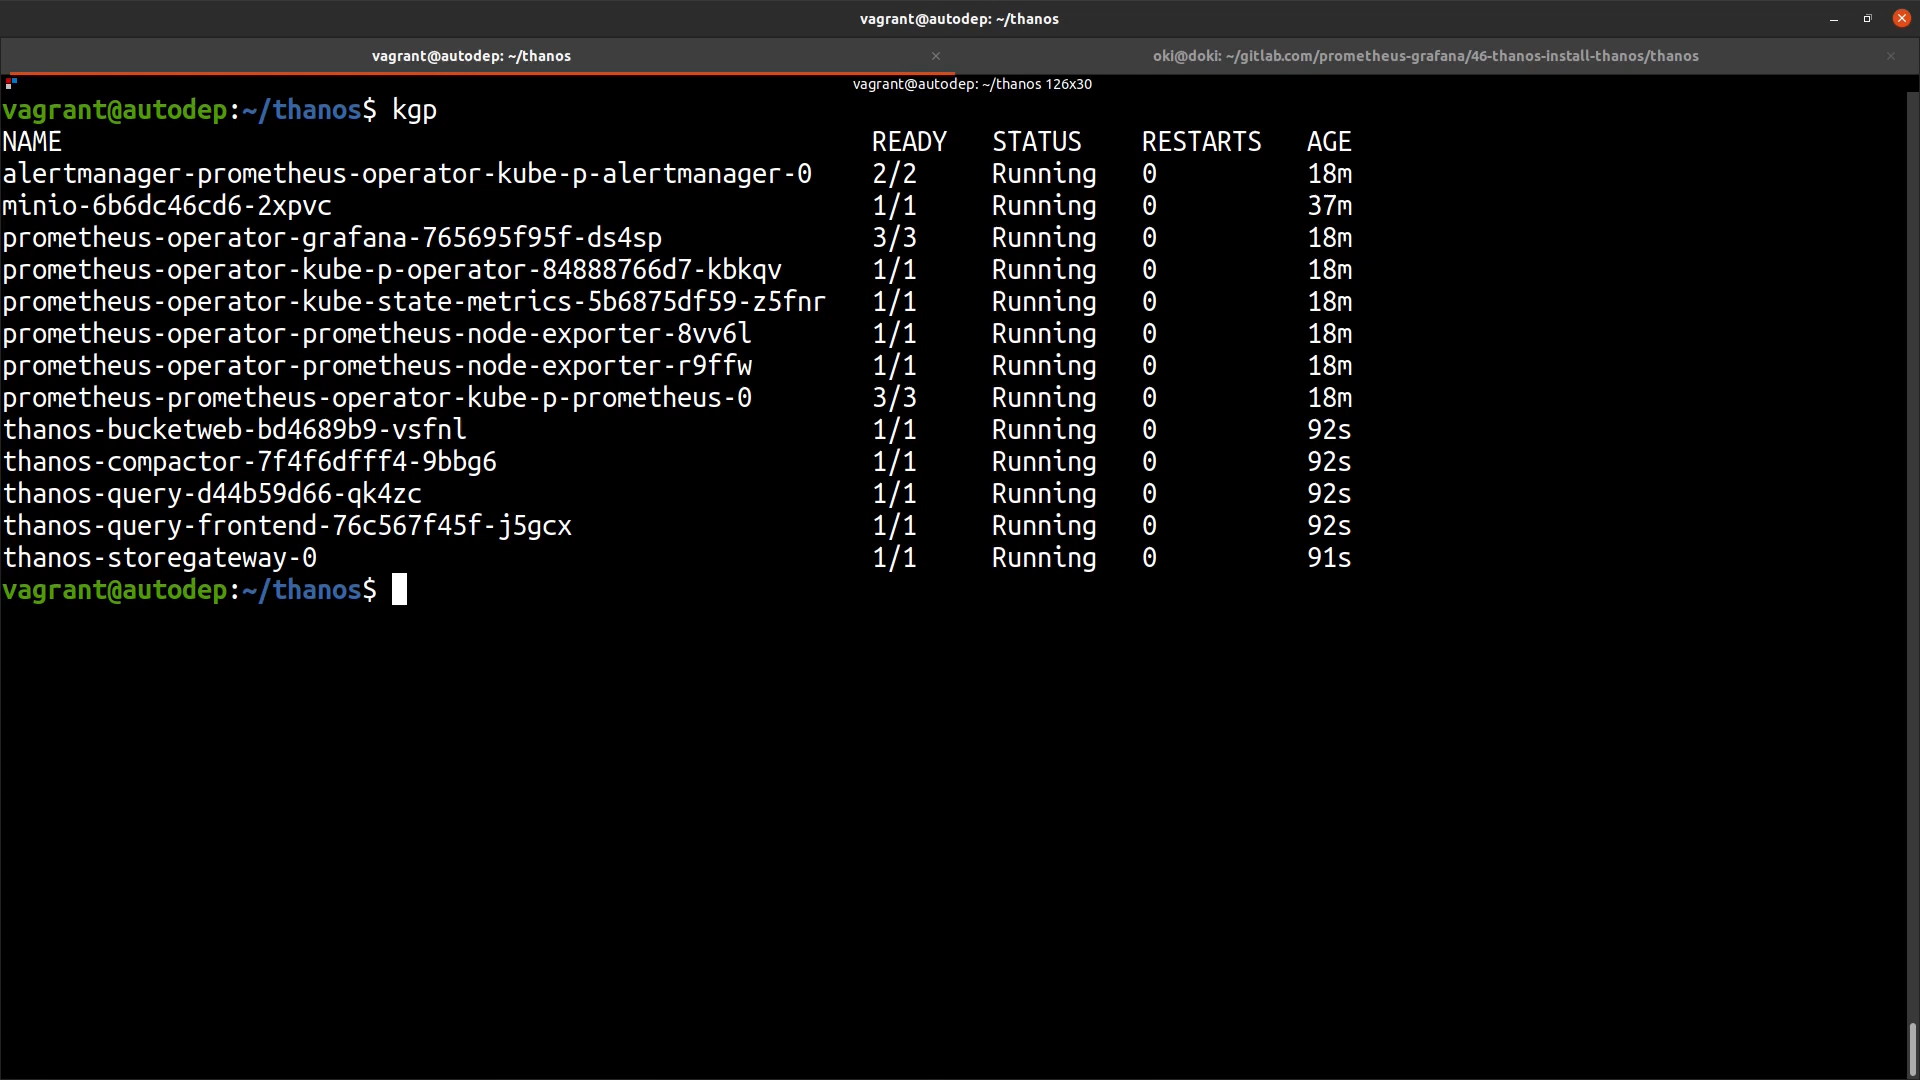 vagrant@autodep: ~/thanos
vagrant@autodep: ~/thanos × oki@doki: ~/gitlab.com/prometheus-grafana/46-thanos-install-thanos/thanos ×
vagrant@autodep: ~/thanos 126x30
vagrant@autodep:~/thanos$ kgp
NAME READY STATUS RESTARTS AGE
alertmanager-prometheus-operator-kube-p-alertmanager-0 2/2 Running 0 18m
minio-6b6dc46cd6-2xpvc 1/1 Running 0 37m
prometheus-operator-grafana-765695f95f-ds4sp 3/3 Running 0 18m
prometheus-operator-kube-p-operator-84888766d7-kbkqv 1/1 Running 0 18m
prometheus-operator-kube-state-metrics-5b6875df59-z5fnr 1/1 Running 0 18m
prometheus-operator-prometheus-node-exporter-8vv6l 1/1 Running 0 18m
prometheus-operator-prometheus-node-exporter-r9ffw 1/1 Running 0 18m
prometheus-prometheus-operator-kube-p-prometheus-0 3/3 Running 0 18m
thanos-bucketweb-bd4689b9-vsfnl 1/1 Running 0 92s
thanos-compactor-7f4f6dfff4-9bbg6 1/1 Running 0 92s
thanos-query-d44b59d66-qk4zc 1/1 Running 0 92s
thanos-query-frontend-76c567f45f-j5gcx 1/1 Running 0 92s
thanos-storegateway-0 1/1 Running 0 91s
vagrant@autodep:~/thanos$